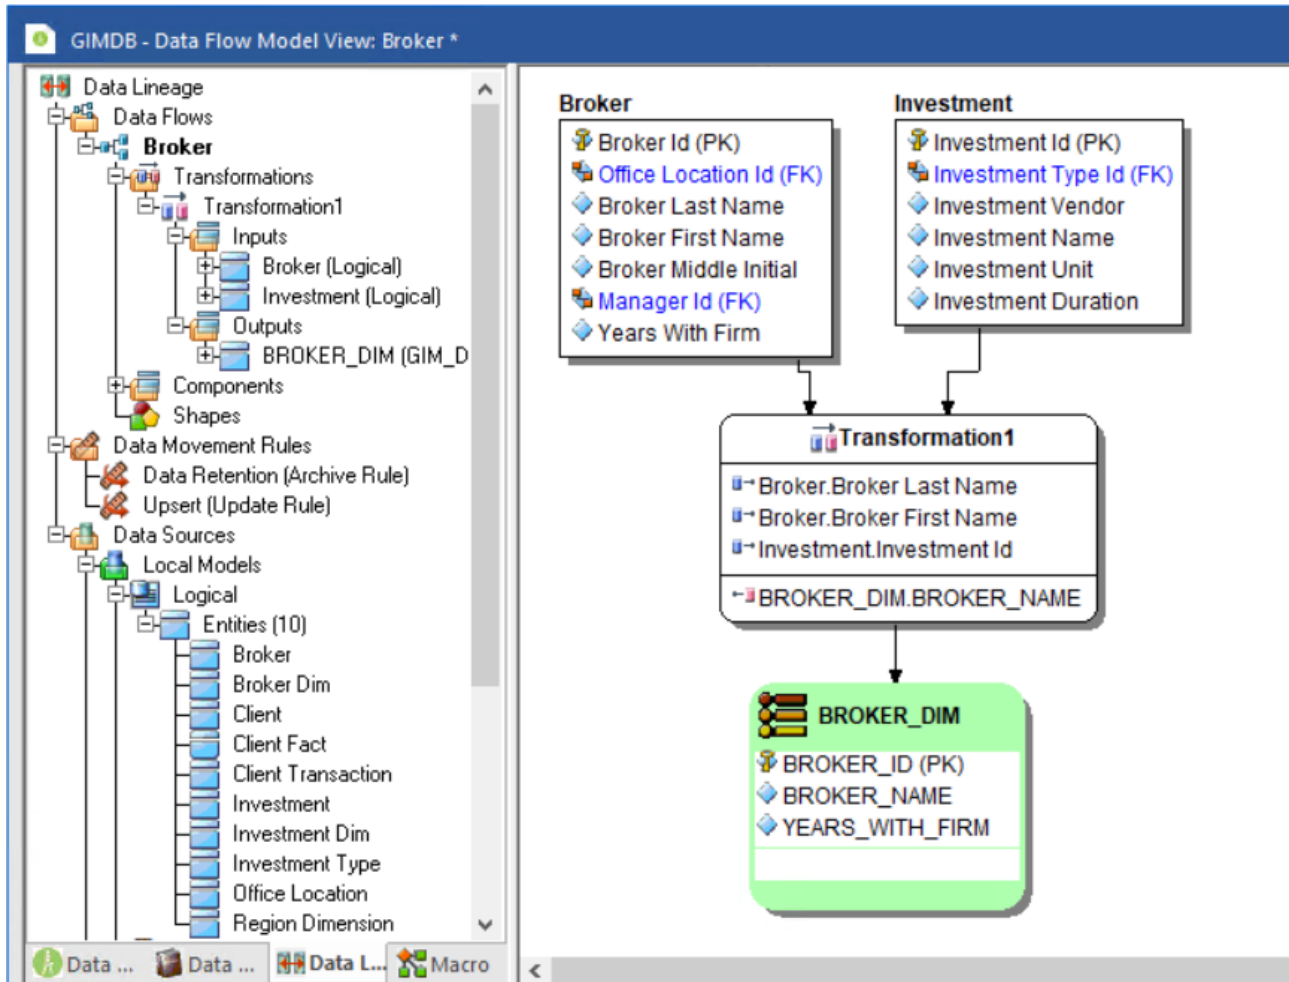 GIMDB - Data Flow Model View: Broker *
Data Lineage
Data Flows
Broker
Transformations
Transformation1
Inputs
Broker (Logical)
Investment (Logical)
Outputs
BROKER_DIM (GIM_D
Components
Shapes
Data Movement Rules
Data Retention (Archive Rule)
Upsert (Update Rule)
Data Sources
Local Models
Logical
Entities (10)
Broker
Broker Dim
Client
Client Fact
Client Transaction
Investment
Investment Dim
Investment Type
Office Location
Region Dimension
Data ...
Data ...
Data L...
Macro
Broker
Broker Id (PK)
Office Location Id (FK)
Broker Last Name
Broker First Name
Broker Middle Initial
Manager Id (FK)
Years With Firm
Investment
Investment Id (PK)
Investment Type Id (FK)
Investment Vendor
Investment Name
Investment Unit
Investment Duration
Transformation1
Broker.Broker Last Name
Broker.Broker First Name
Investment.Investment Id
BROKER_DIM.BROKER_NAME
BROKER_DIM
BROKER_ID (PK)
BROKER_NAME
YEARS_WITH_FIRM